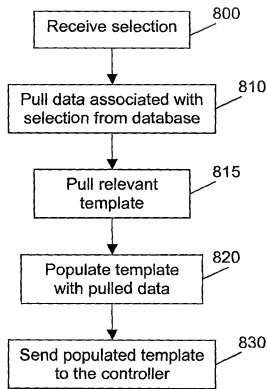 800
Receive selection
810
Pull data associated with
selection from database
815
Pull relevant
template
820
Populate template
with pulled data
830
Send populated template
to the controller